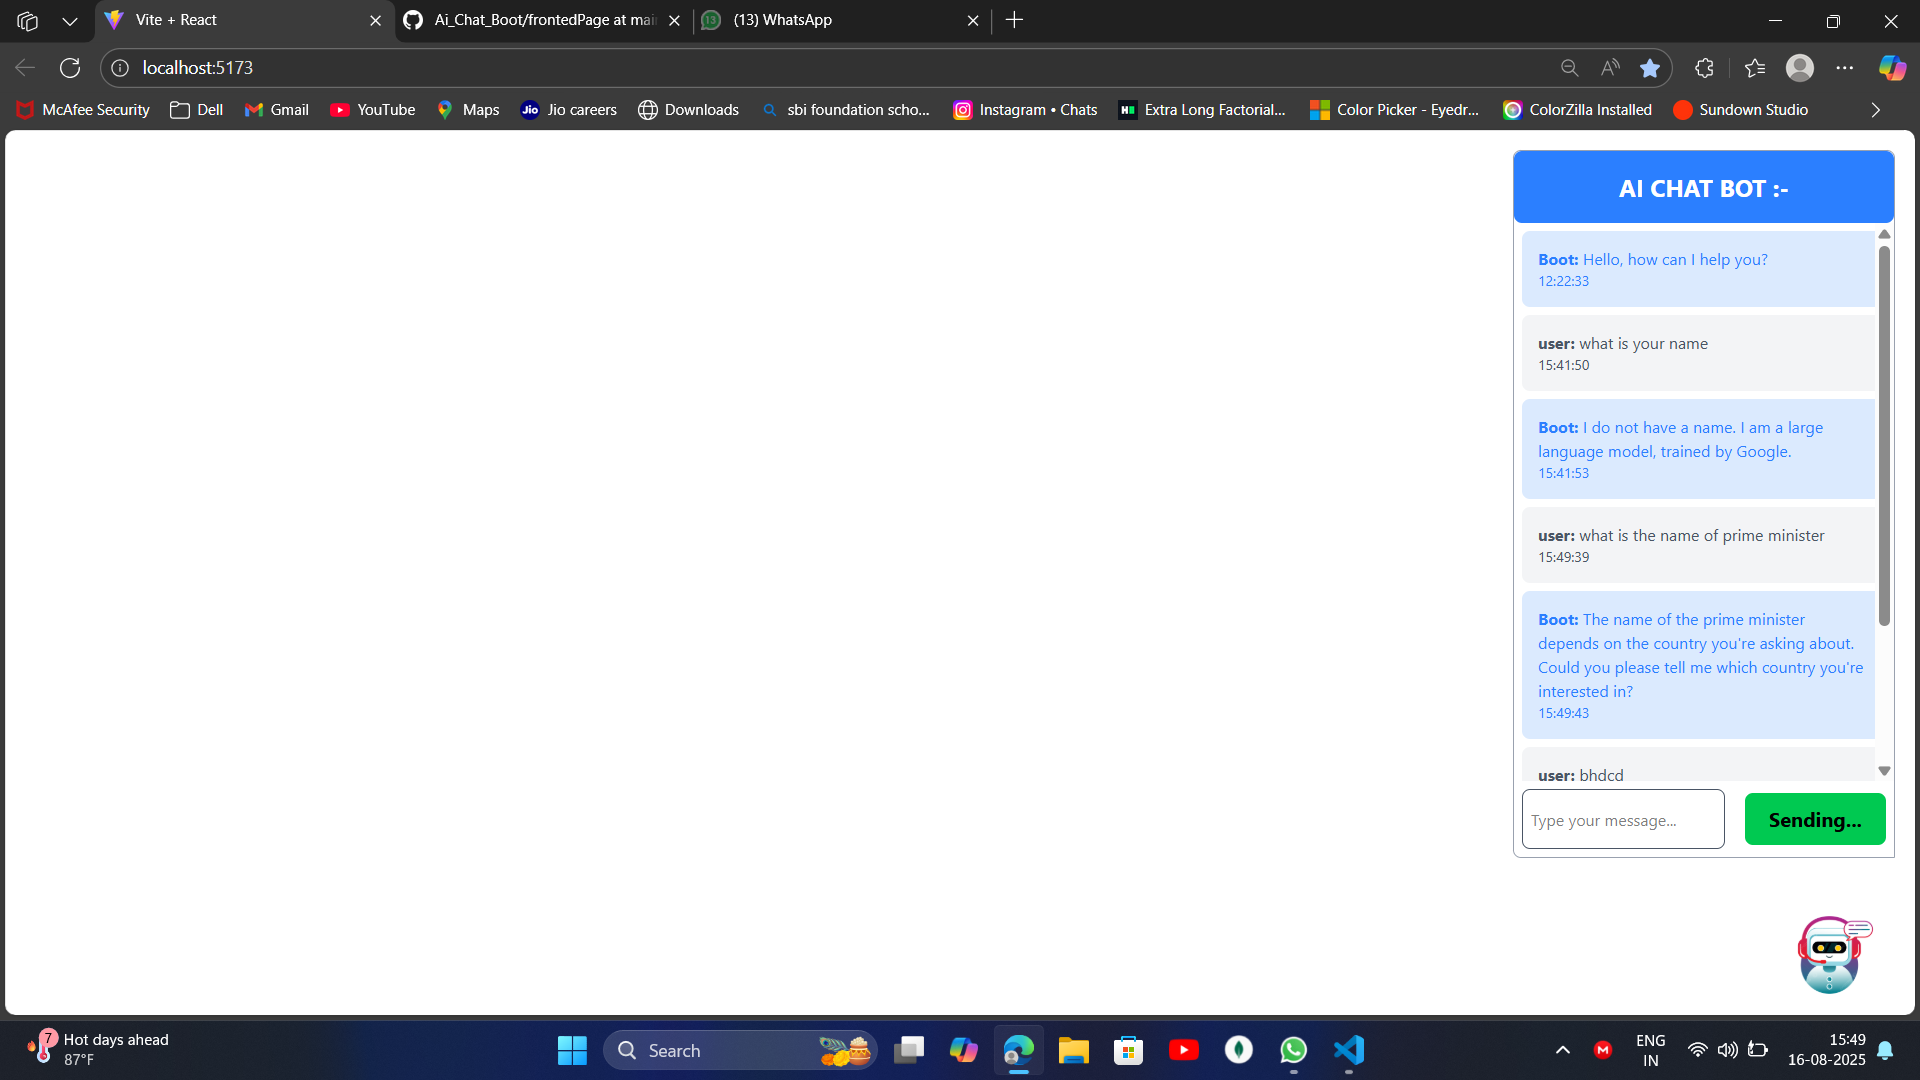 Vite + React
Ai_Chat_Boot/frontedPage at mai
13
(13) WhatsApp
localhost:5173
McAfee Security
Dell
Gmail
YouTube
Jio
Maps
Jio careers
Downloads
sbi foundation scho...
Instagram • Chats
Extra Long Factorial...
Color Picker - Eyedr...
ColorZilla Installed
Sundown Studio
AI CHAT BOT :-
Boot: Hello, how can I help you?
12:22:33
user: what is your name
15:41:50
Boot: I do not have a name. I am a large
language model, trained by Google.
15:41:53
user: what is the name of prime minister
15:49:39
Boot: The name of the prime minister
depends on the country you're asking about.
Could you please tell me which country you're
interested in?
15:49:43
user: bhdcd
Type your message...
Sending...
7
Hot days ahead
87°F
Search
ENG
IN
15:49
16-08-2025